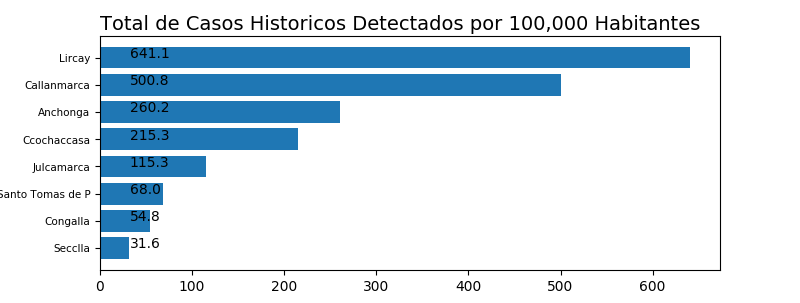 Total de Casos Historicos Detectados por 100,000 Habitantes
Lircay 641.1
Callanmarca 500.8
Anchonga 260.2
Ccochaccasa 215.3
Julcamarca 115.3
Santo Tomas de P 68.0
Congalla 54.8
Secclla 31.6
0 100 200 300 400 500 600